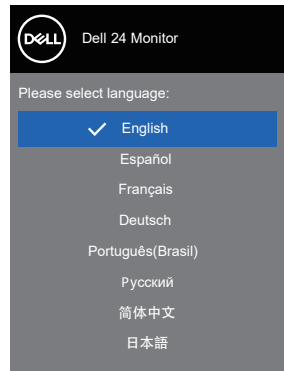 DELL
Dell 24 Monitor
Please select language:
English
Español
Français
Deutsch
Português(Brasil)
Русский
简体中文
日本語